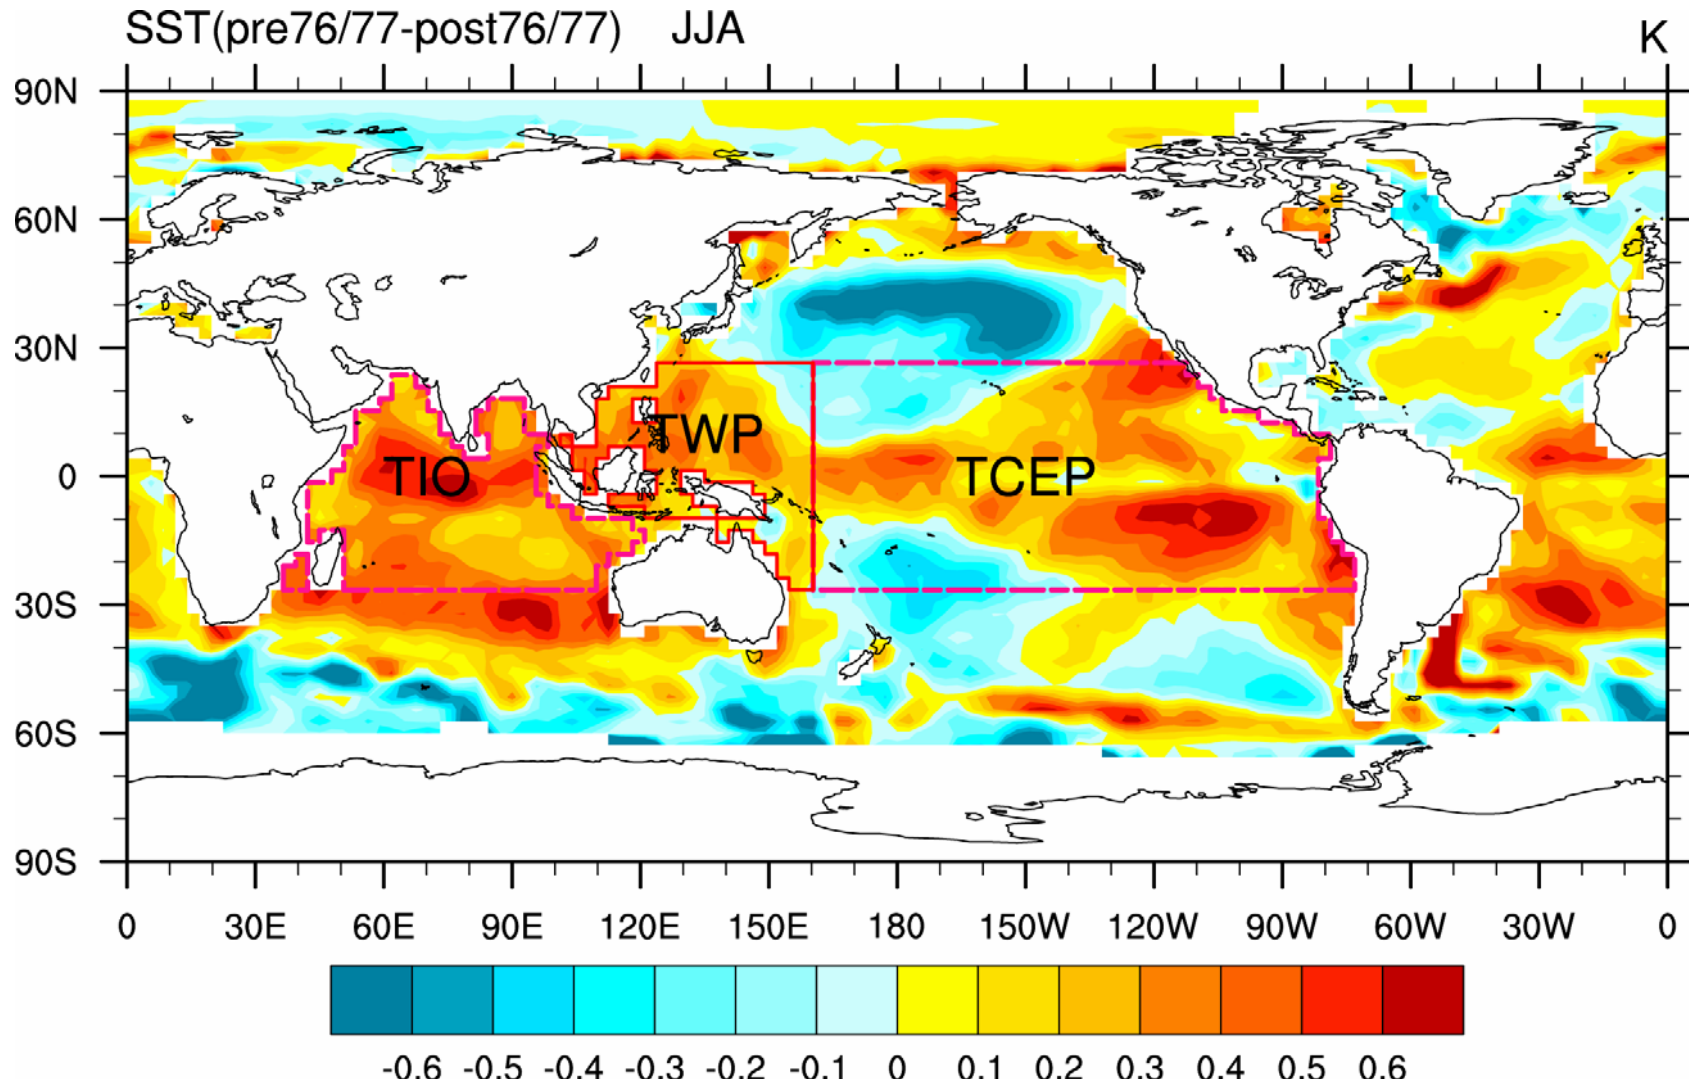 SST(pre76/77-post76/77) JJA K
90N
60N
30N
TWP
TIO TCEP
0
30S
60S
90S
0 30E 60E 90E 120E 150E 180 150W 120W 90W 60W 30W 0
-0.6 -0.5 -0.4 -0.3 -0.2 -0.1 0 0.1 0.2 0.3 0.4 0.5 0.6